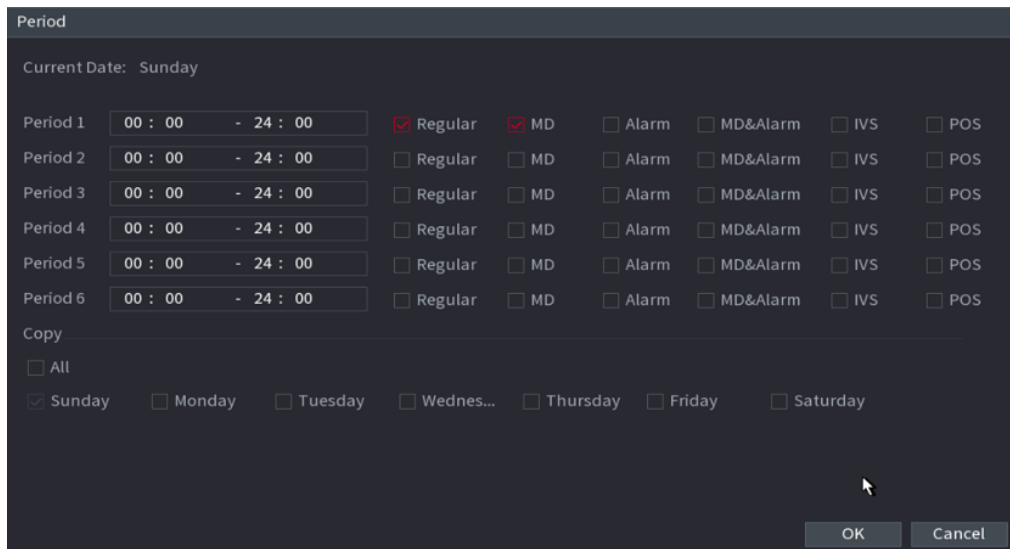 Period
Current Date: Sunday
Period 1 00 : 00 - 24 : 00 Regular MD Alarm MD&Alarm IVS POS
Period 2 00 : 00 - 24 : 00 Regular MD Alarm MD&Alarm IVS POS
Period 3 00 : 00 - 24 : 00 Regular MD Alarm MD&Alarm IVS POS
Period 4 00 : 00 - 24 : 00 Regular MD Alarm MD&Alarm IVS POS
Period 5 00 : 00 - 24 : 00 Regular MD Alarm MD&Alarm IVS POS
Period 6 00 : 00 - 24 : 00 Regular MD Alarm MD&Alarm IVS POS
Copy
All
Sunday Monday Tuesday Wednes... Thursday Friday Saturday
OK Cancel